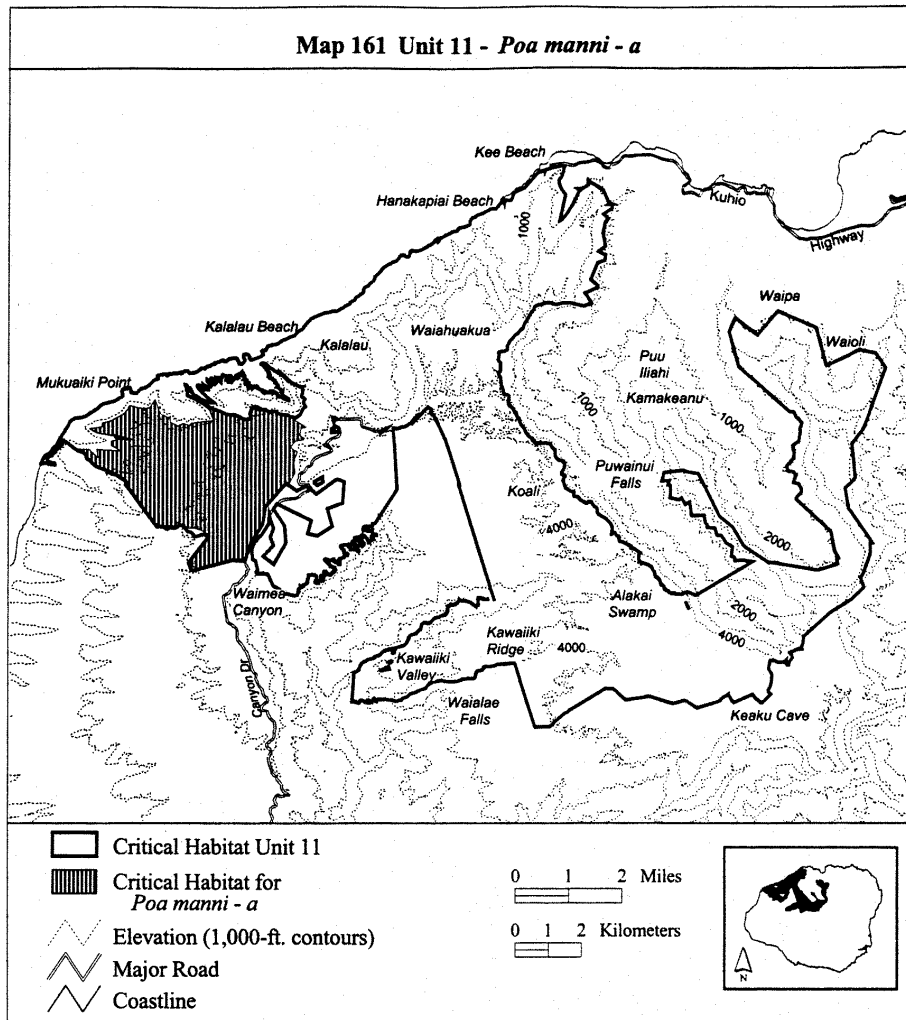 Map 161 Unit 11 - Poa manni - a
Kee Beach
Hanakapiai Beach
Kuhio
Highway
1000
Waipa
Kalalau Beach
Waiahuakua
Kalalau
Waioli
Puu
Iliahi
Mukuaiki Point
Kamakeanu
1000
1000
Puwainui
Falls
Koali
4000
2000
Waimea
Canyon
Alakai
Swamp
2000
4000
Kawaiiki
Ridge
4000
Kawaiiki
Valley
Canyon Dr
Waialae
Falls
Keaku Cave
Critical Habitat Unit 11
Critical Habitat for
Poa manni - a
Elevation (1,000-ft. contours)
Major Road
Coastline
0 1 2 Miles
0 1 2 Kilometers
N